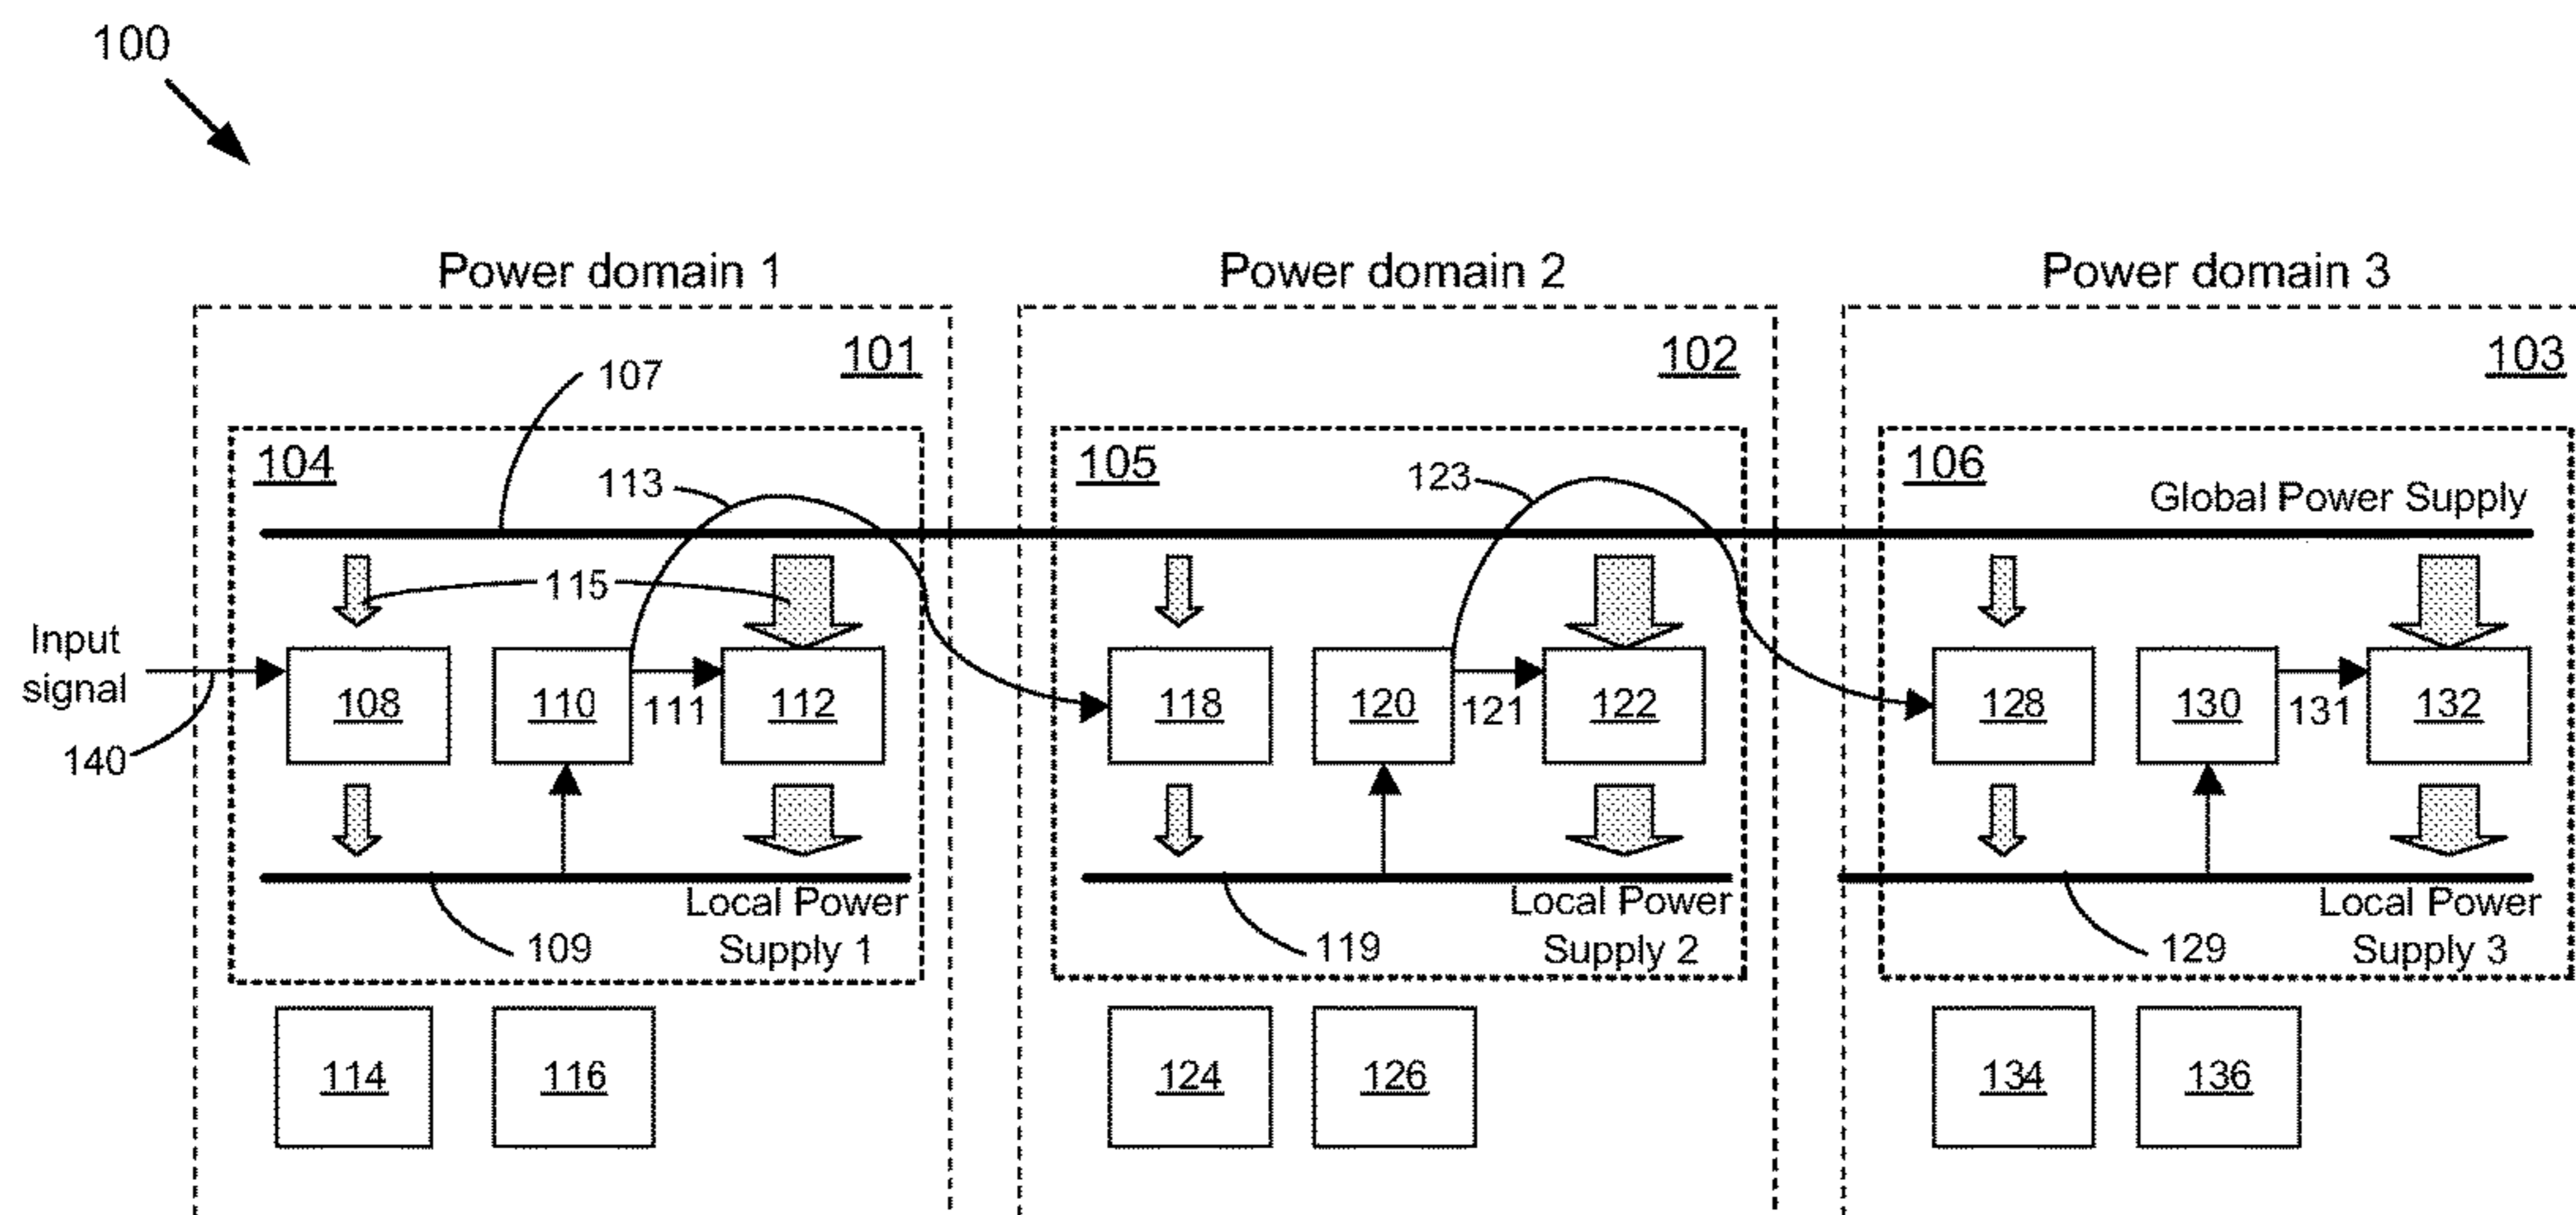 100
Power domain 1
Power domain 2
Power domain 3
101
102
103
107
104
105
106
113
123
Global Power Supply
115
Input
signal
140
108
110
111
112
118
120
121
122
128
130
131
132
Local Power
Supply 1
109
Local Power
Supply 2
119
Local Power
Supply 3
129
114
116
124
126
134
136